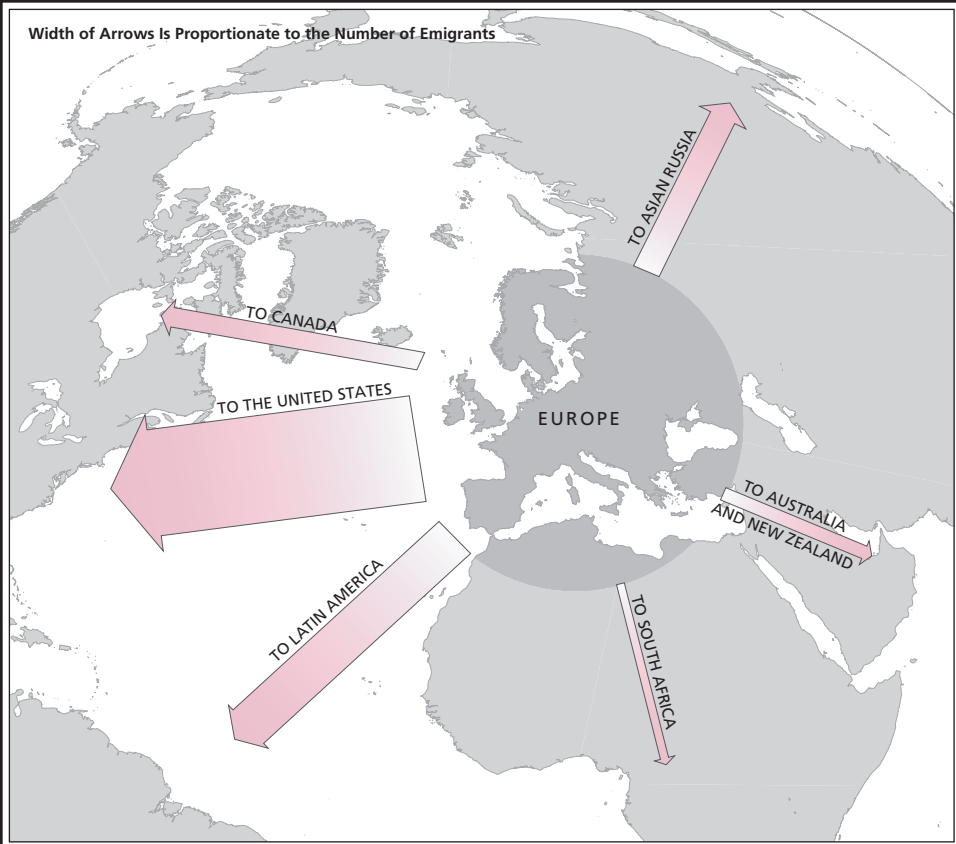 Width of Arrows Is Proportionate to the Number of Emigrants
TO ASIAN RUSSIA
TO CANADA
TO THE UNITED STATES
EUROPE
TO AUSTRALIA
AND NEW ZEALAND
TO LATIN AMERICA
TO SOUTH AFRICA